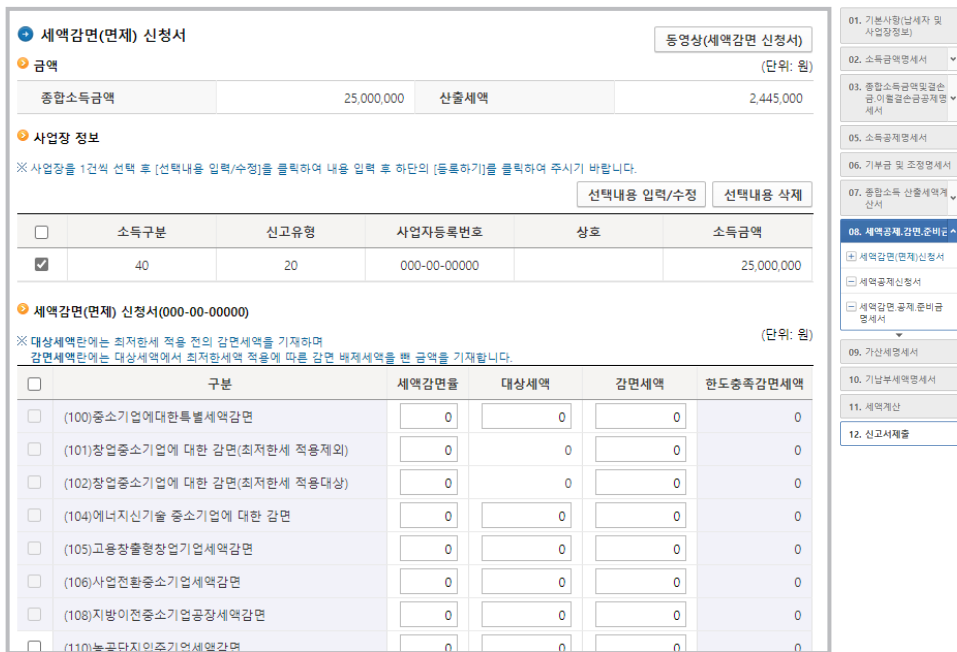 세액감면(면제) 신청서
동영상(세액감면 신청서)
금액
(단위: 원)
종합소득금액 25,000,000 산출세액 2,445,000
사업장 정보
※ 사업장을 1건씩 선택 후 [선택내용 입력/수정]을 클릭하여 내용 입력 후 하단의 [등록하기]를 클릭하여 주시기 바랍니다.
선택내용 입력/수정 선택내용 삭제
소득구분 신고유형 사업자등록번호 상호 소득금액
40 20 000-00-00000 25,000,000
세액감면(면제) 신청서(000-00-00000)
(단위: 원)
※ 대상세액란에는 최저한세 적용 전의 감면세액을 기재하며
감면세액란에는 대상세액에서 최저한세액 적용에 따른 감면 배제세액을 뺀 금액을 기재합니다.
구분 세액감면율 대상세액 감면세액 한도충족감면세액
(100)중소기업에대한특별세액감면 0 0 0 0
(101)창업중소기업에 대한 감면(최저한세 적용제외) 0 0 0 0
(102)창업중소기업에 대한 감면(최저한세 적용대상) 0 0 0 0
(104)에너지신기술 중소기업에 대한 감면 0 0 0 0
(105)고용창출형창업기업세액감면 0 0 0 0
(106)사업전환중소기업세액감면 0 0 0 0
(108)지방이전중소기업공장세액감면 0 0 0 0
(110)농공단지입주기업세액감면 0 0 0 0
01. 기본사항(납세자 및
사업장정보)
02. 소득금액명세서
03. 종합소득금액및결손
금.이월결손금공제명
세서
05. 소득공제명세서
06. 기부금 및 조정명세서
07. 종합소득 산출세액계
산서
08. 세액공제.감면.준비금
세액감면(면제)신청서
세액공제신청서
세액감면.공제.준비금
명세서
09. 가산세명세서
10. 기납부세액명세서
11. 세액계산
12. 신고서제출